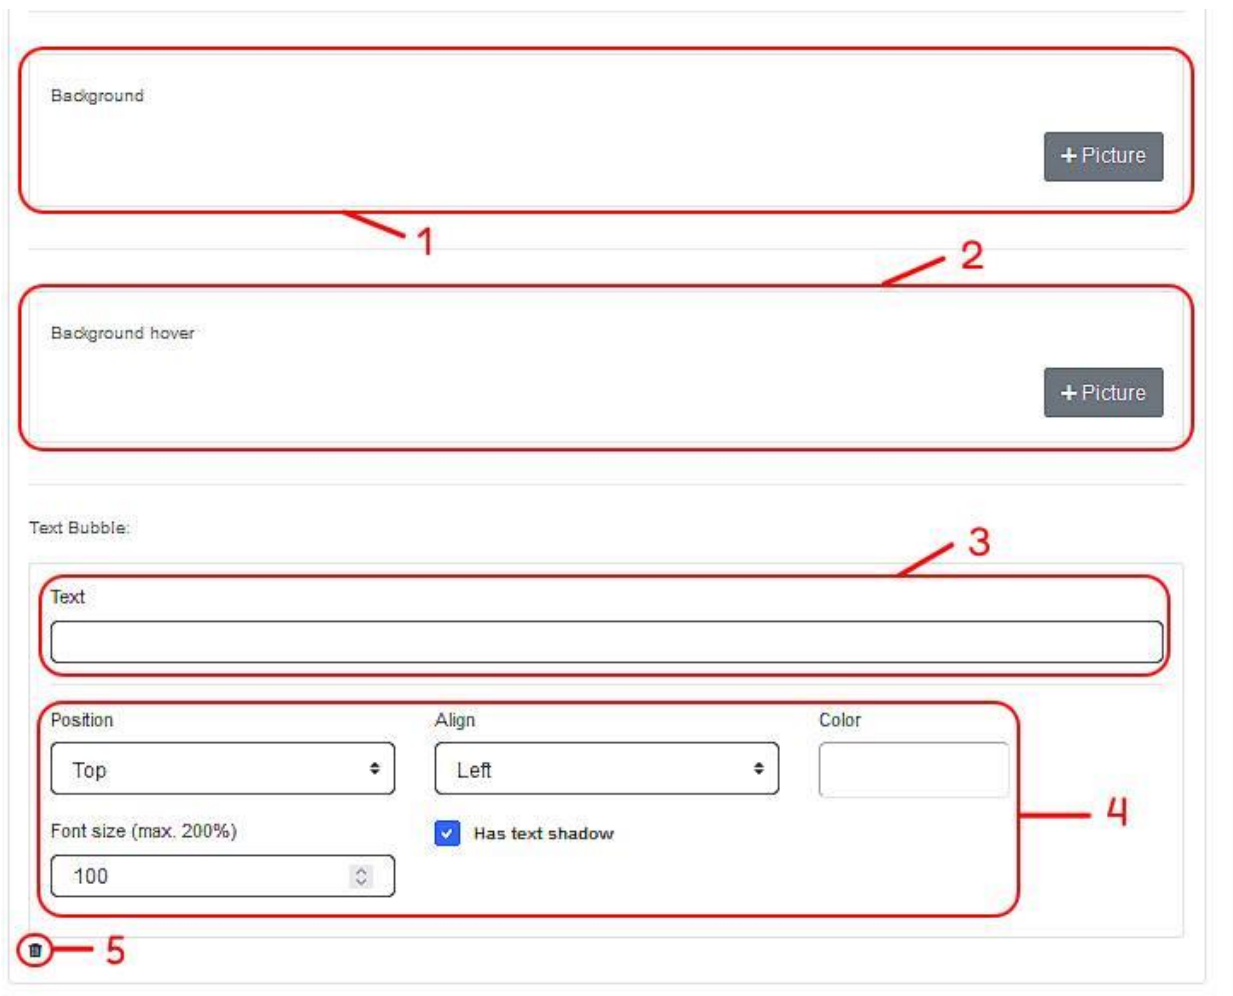 Background
+ Picture
1
2
Background hover
+ Picture
Text Bubble:
3
Text
Position Align Color
Top Left
4
Font size (max. 200%) Has text shadow
100
5